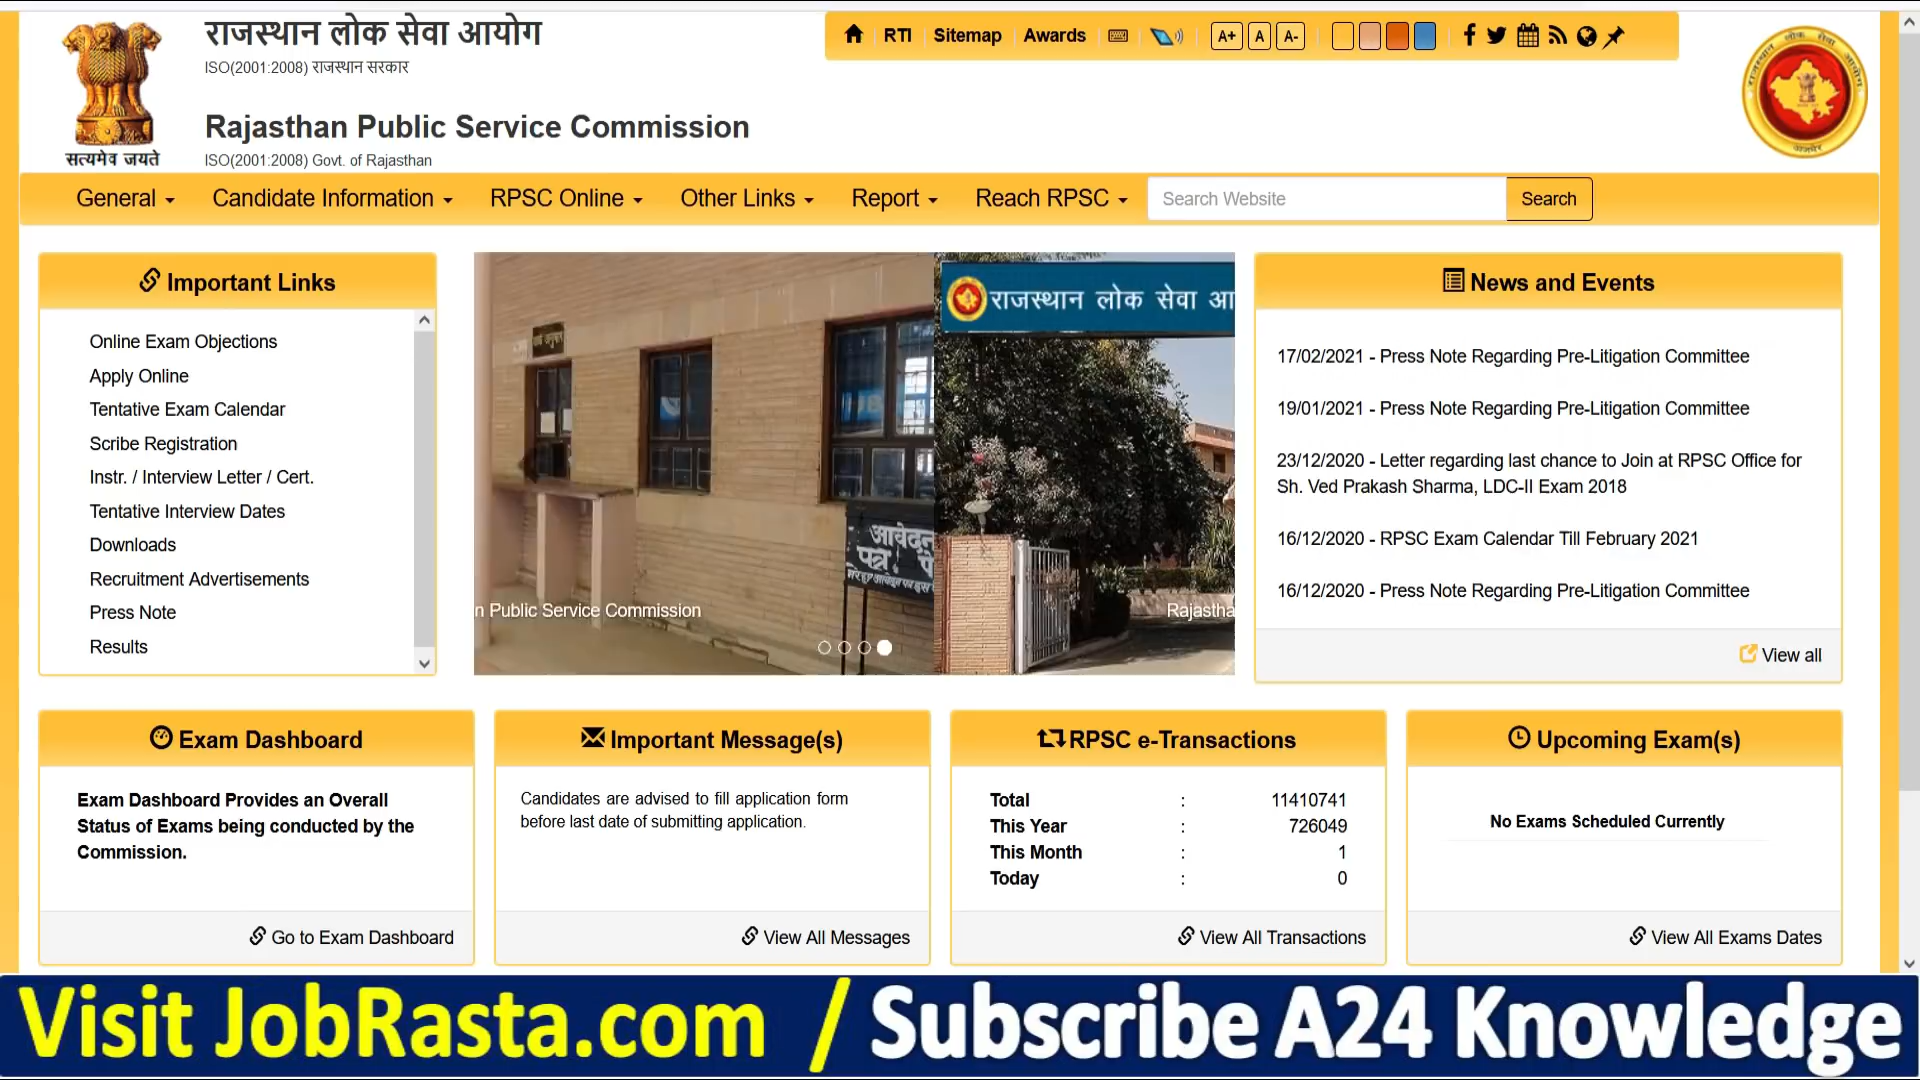 राजस्थान लोक सेवा आयोग
ISO(2001:2008) राजस्थान सरकार
Rajasthan Public Service Commission
ISO(2001:2008) Govt. of Rajasthan
सत्यमेव जयते
RTI Sitemap Awards A+ A A-
General Candidate Information RPSC Online Other Links Report Reach RPSC Search Website Search
Important Links
Online Exam Objections
Apply Online
Tentative Exam Calendar
Scribe Registration
Instr. / Interview Letter / Cert.
Tentative Interview Dates
Downloads
Recruitment Advertisements
Press Note
Results
राजस्थान लोक सेवा आ
आवेदन
पत्र
n Public Service Commission
Rajastha
News and Events
17/02/2021 - Press Note Regarding Pre-Litigation Committee
19/01/2021 - Press Note Regarding Pre-Litigation Committee
23/12/2020 - Letter regarding last chance to Join at RPSC Office for
Sh. Ved Prakash Sharma, LDC-II Exam 2018
16/12/2020 - RPSC Exam Calendar Till February 2021
16/12/2020 - Press Note Regarding Pre-Litigation Committee
View all
Exam Dashboard
Exam Dashboard Provides an Overall
Status of Exams being conducted by the
Commission.
Go to Exam Dashboard
Important Message(s)
Candidates are advised to fill application form
before last date of submitting application.
View All Messages
RPSC e-Transactions
Total : 11410741
This Year : 726049
This Month : 1
Today : 0
View All Transactions
Upcoming Exam(s)
No Exams Scheduled Currently
View All Exams Dates
Visit JobRasta.com / Subscribe A24 Knowledge